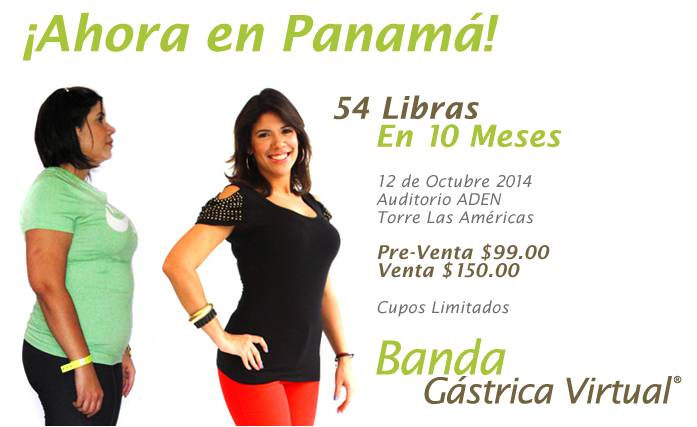 ¡Ahora en Panamá!
54 Libras
En 10 Meses
12 de Octubre 2014
Auditorio ADEN
Torre Las Américas
Pre-Venta $99.00
Venta $150.00
Cupos Limitados
Banda
Gástrica Virtual®